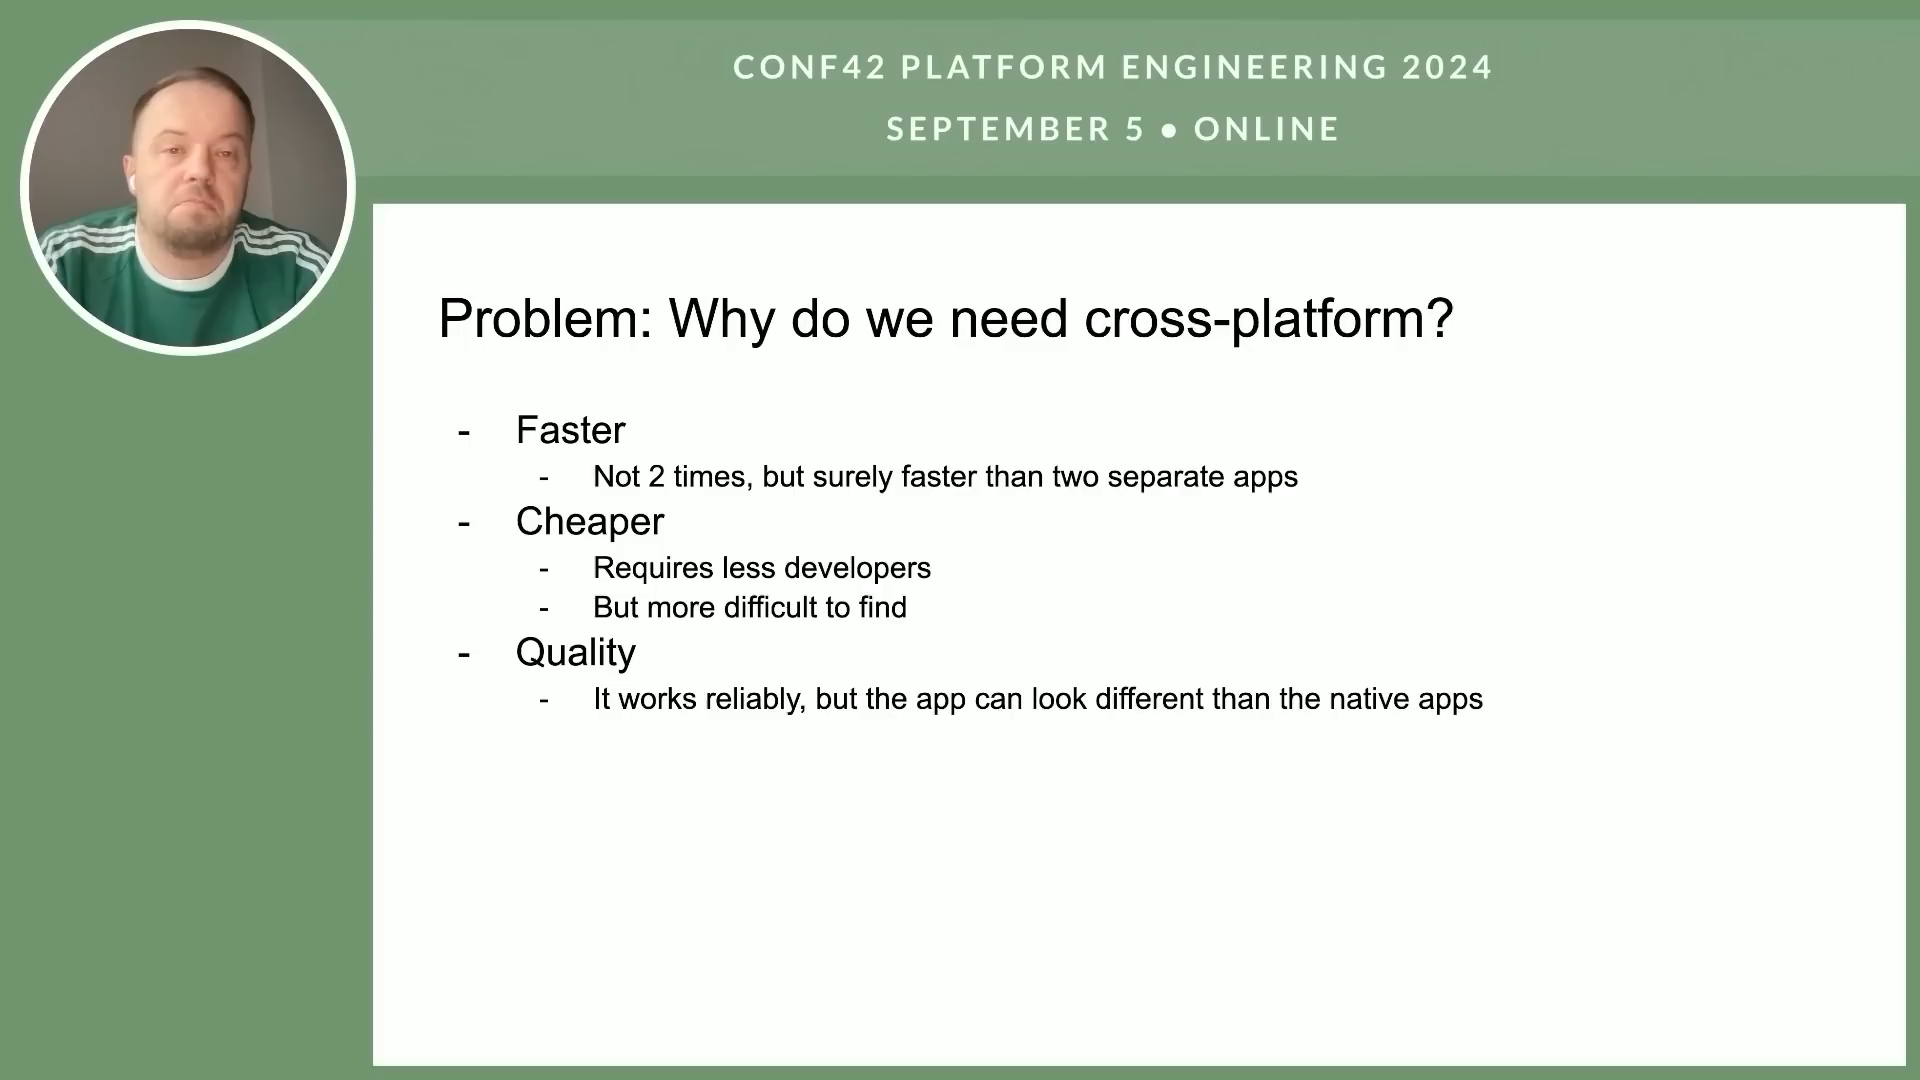 CONF42 PLATFORM ENGINEERING 2024
SEPTEMBER 5 ● ONLINE
Problem: Why do we need cross-platform?
- Faster
- Not 2 times, but surely faster than two separate apps
- Cheaper
- Requires less developers
- But more difficult to find
- Quality
- It works reliably, but the app can look different than the native apps